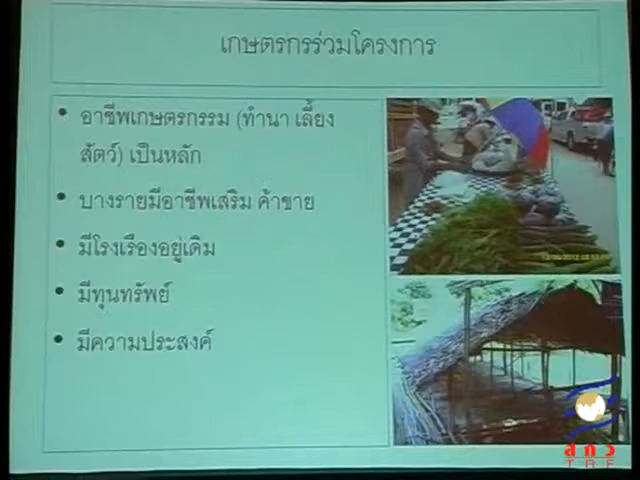 เกษตรกรร่วมโครงการ
• อาชีพเกษตรกรรม (ทำนา เลี้ยง
สัตว์) เป็นหลัก
• บางรายมีอาชีพเสริม ค้าขาย
• มีโรงเรือนอยู่เดิม
• มีทุนทรัพย์
• มีความประสงค์
สกว
TRF